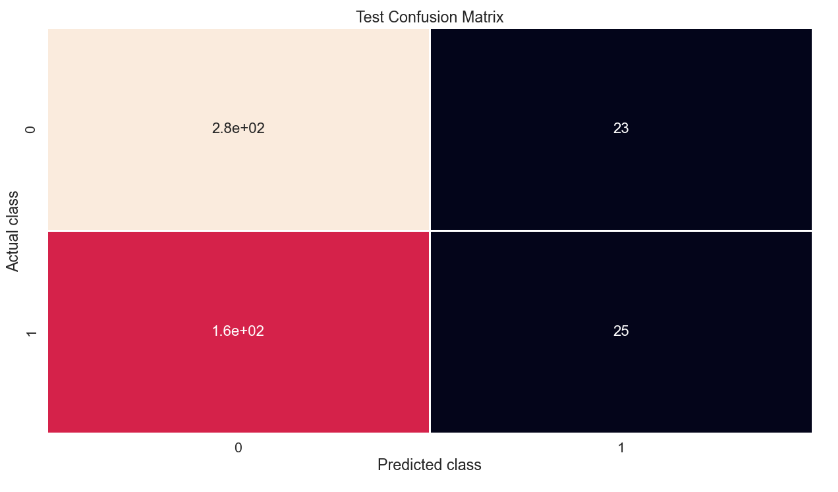 Test Confusion Matrix
0
2.8e+02
23
Actual class
1
1.6e+02
25
0
1
Predicted class